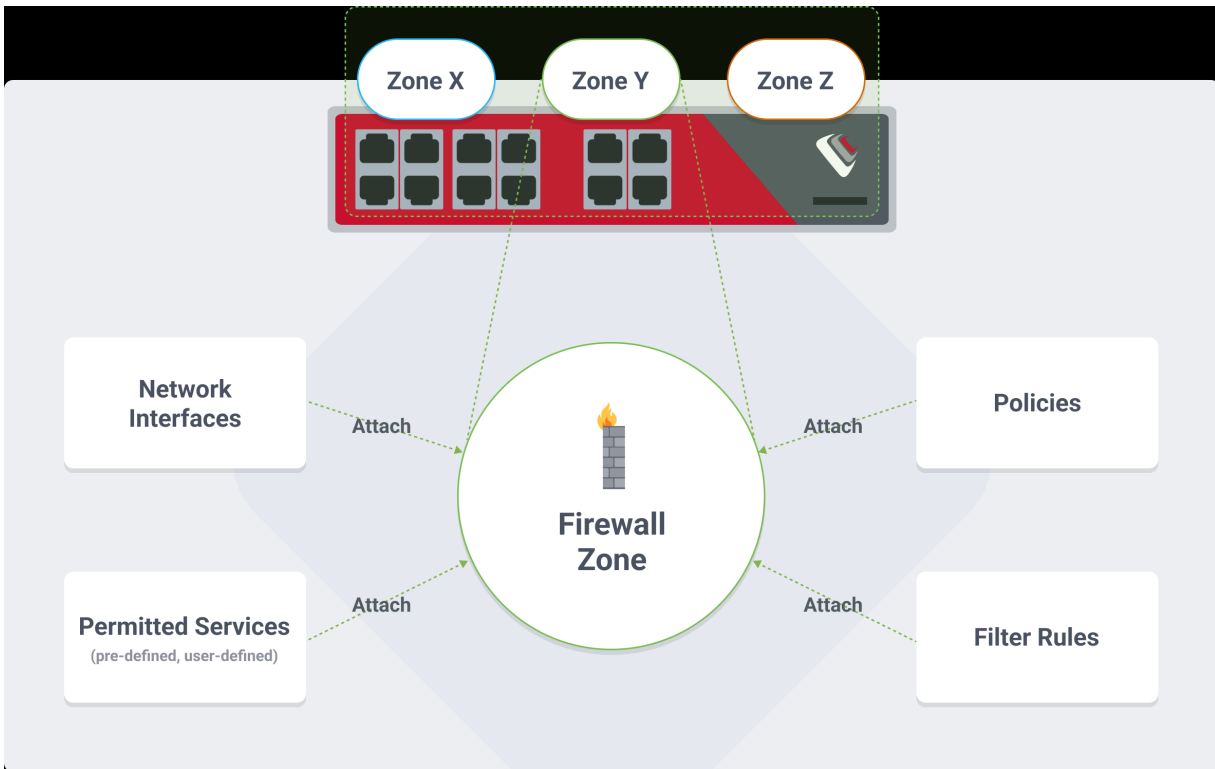 Zone X
Zone Y
Zone Z
Network
Interfaces
Attach
Attach
Policies
Firewall
Zone
Permitted Services
(pre-defined, user-defined)
Attach
Attach
Filter Rules